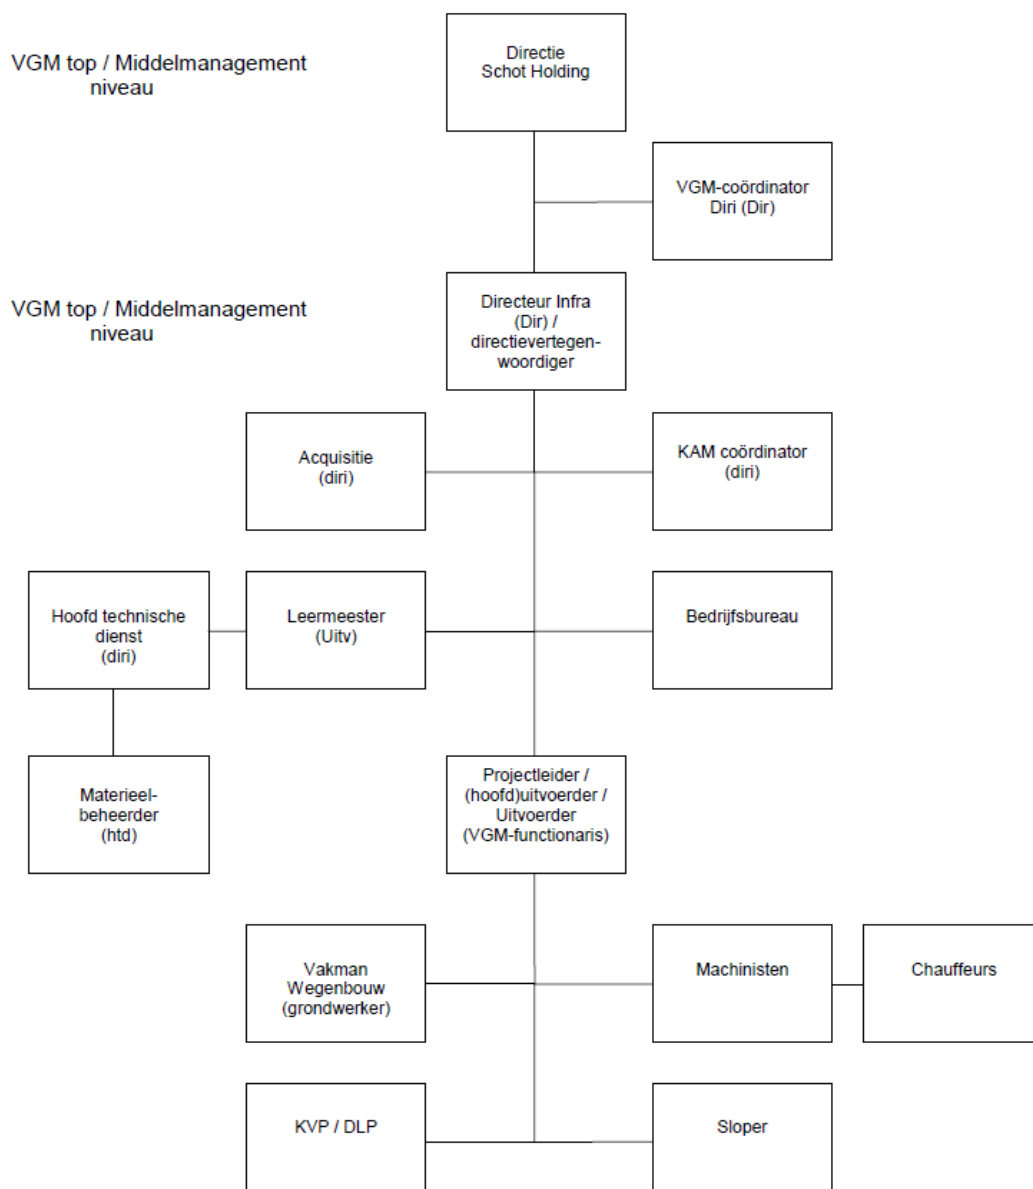 Directie
Schot Holding
VGM top / Middelmanagement
niveau
VGM-coördinator
Diri (Dir)
VGM top / Middelmanagement
niveau
Directeur Infra
(Dir) /
directievertegen-
woordiger
Acquisitie
(diri)
KAM coördinator
(diri)
Hoofd technische
dienst
(diri)
Leermeester
(Uitv)
Bedrijfsbureau
Materieel-
beheerder
(htd)
Projectleider /
(hoofd)uitvoerder /
Uitvoerder
(VGM-functionaris)
Vakman
Wegenbouw
(grondwerker)
Machinisten
Chauffeurs
KVP / DLP
Sloper